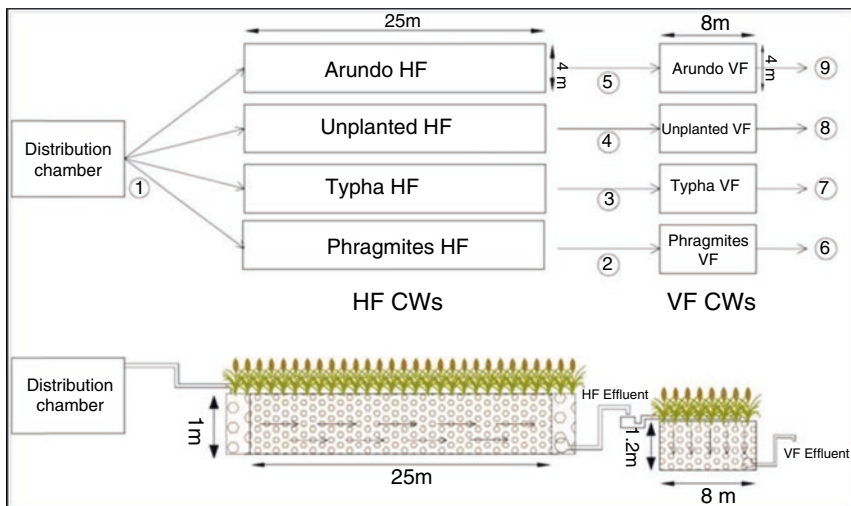 25m
8m
Arundo HF
4 m
5
Arundo VF
4 m
9
Distribution
chamber
1
Unplanted HF
4
Unplanted VF
8
Typha HF
3
Typha VF
7
Phragmites HF
2
Phragmites
VF
6
HF CWs
VF CWs
Distribution
chamber
1m
25m
HF Effluent
1.2m
8 m
VF Effluent